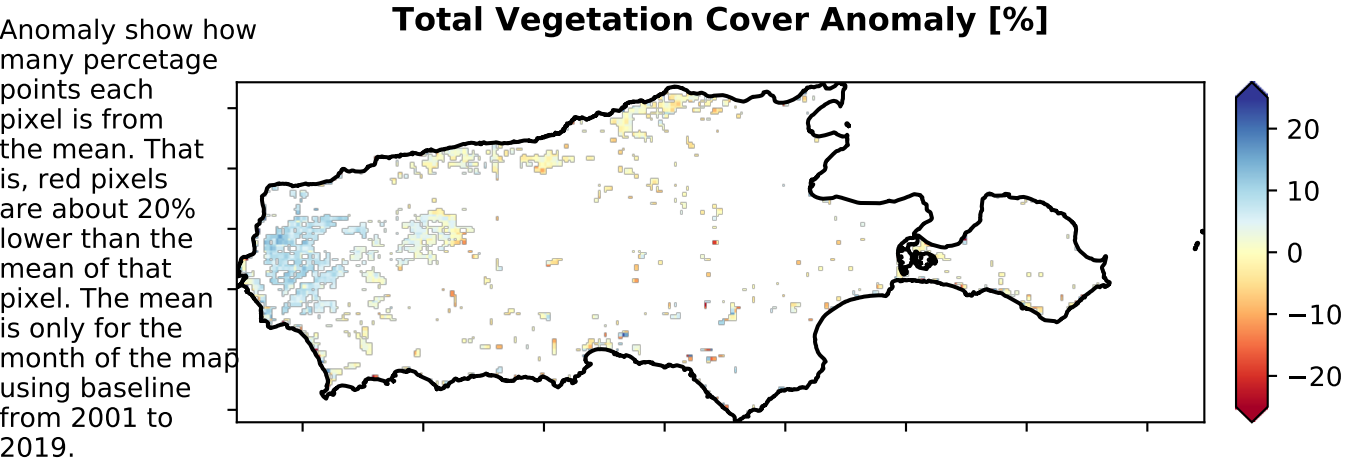 Total Vegetation Cover Anomaly [%]
Anomaly show how
many percetage
points each
pixel is from
the mean. That
is, red pixels
are about 20%
lower than the
mean of that
pixel. The mean
is only for the
month of the map
using baseline
from 2001 to
2019.
20
10
0
−10
−20